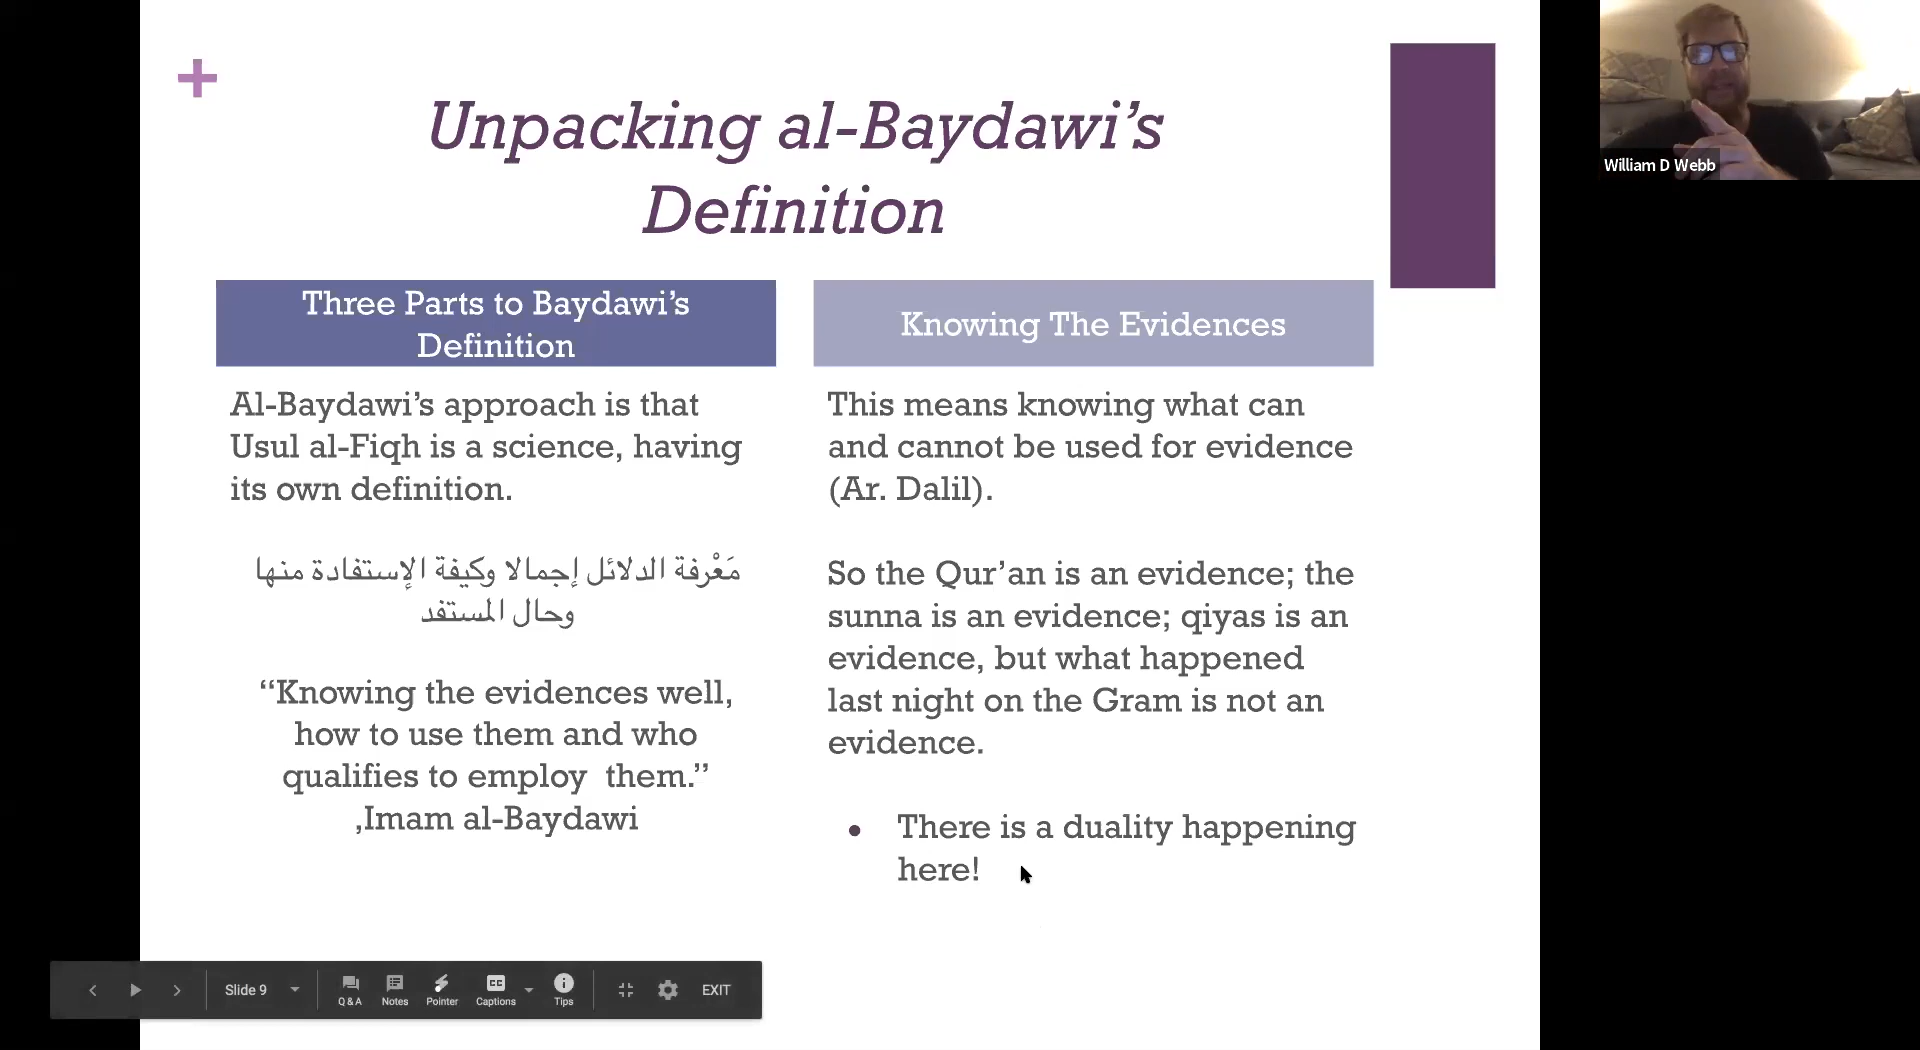 +
Unpacking al-Baydawi’s
Definition
Three Parts to Baydawi’s
Definition
Al-Baydawi’s approach is that
Usul al-Fiqh is a science, having
its own definition.
مَعْرفة الدلائل إجمالا وكيفة الإستفادة منها
وحال المستفد
“Knowing the evidences well,
how to use them and who
qualifies to employ  them.”
,Imam al-Baydawi
Knowing The Evidences
This means knowing what can
and cannot be used for evidence
(Ar. Dalil).
So the Qur’an is an evidence; the
sunna is an evidence; qiyas is an
evidence, but what happened
last night on the Gram is not an
evidence.
• There is a duality happening
here!
William D Webb
Slide 9
Q & A
Notes
Pointer
CC
Captions
Tips
EXIT